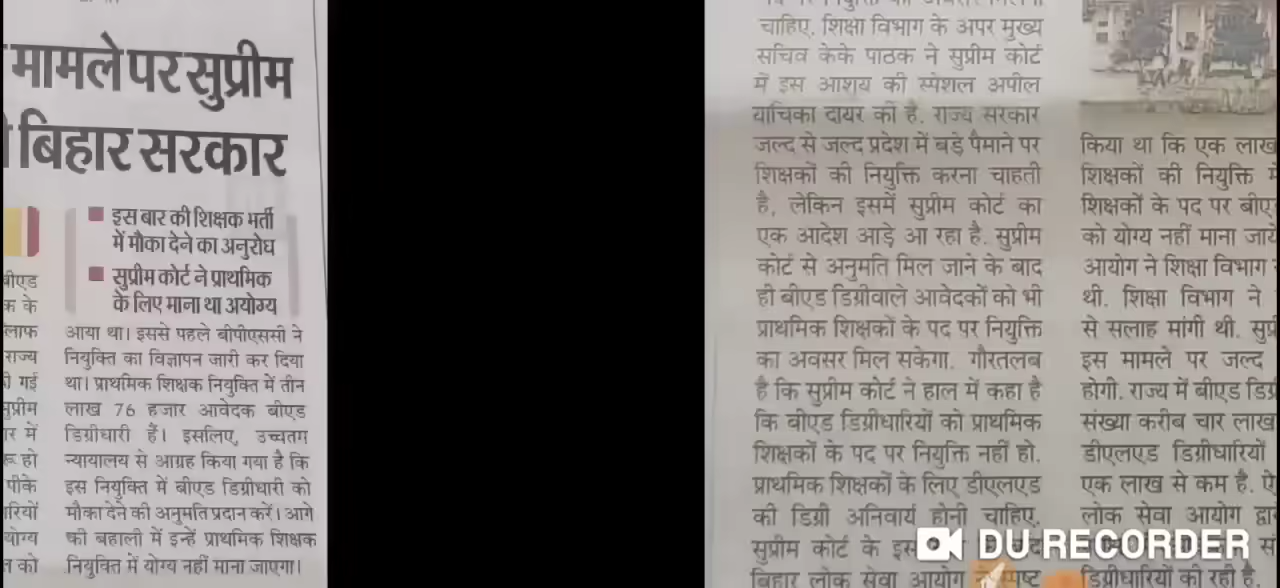 मामले पर सुप्रीम
बिहार सरकार
■ इस बार की शिक्षक भर्ती
में मौका देने का अनुरोध
■ सुप्रीम कोर्ट ने प्राथमिक
के लिए माना था अयोग्य
बीएड
क के
लाफ
राज्य
गई
सुप्रीम
र में
हो
पीके
रियों
योग्य
को
आया था। इससे पहले बीपीएससी ने
नियुक्ति का विज्ञापन जारी कर दिया
था। प्राथमिक शिक्षक नियुक्ति में तीन
लाख 76 हजार आवेदक बीएड
डिग्रीधारी हैं। इसलिए, उच्चतम
न्यायालय से आग्रह किया गया है कि
इस नियुक्ति में बीएड डिग्रीधारी को
मौका देने की अनुमति प्रदान करें। आगे
की बहाली में इन्हें प्राथमिक शिक्षक
नियुक्ति में योग्य नहीं माना जाएगा।
चाहिए. शिक्षा विभाग के अपर मुख्य
सचिव केके पाठक ने सुप्रीम कोर्ट
में इस आशय की स्पेशल अपील
याचिका दायर की है. राज्य सरकार
जल्द से जल्द प्रदेश में बड़े पैमाने पर
शिक्षकों की नियुक्ति करना चाहती
है, लेकिन इसमें सुप्रीम कोर्ट का
एक आदेश आड़े आ रहा है. सुप्रीम
कोर्ट से अनुमति मिल जाने के बाद
ही बीएड डिग्रीवाले आवेदकों को भी
प्राथमिक शिक्षकों के पद पर नियुक्ति
का अवसर मिल सकेगा. गौरतलब
है कि सुप्रीम कोर्ट ने हाल में कहा है
कि बीएड डिग्रीधारियों को प्राथमिक
शिक्षकों के पद पर नियुक्ति नहीं हो.
प्राथमिक शिक्षकों के लिए डीएलएड
की डिग्री अनिवार्य होनी चाहिए.
सुप्रीम कोर्ट के इस
बिहार लोक सेवा आयोग ने स्पष्ट
किया था कि एक लाख
शिक्षकों की नियुक्ति
शिक्षकों के पद पर बीए
को योग्य नहीं माना जाये
आयोग ने शिक्षा विभाग
थी. शिक्षा विभाग ने
से सलाह मांगी थी. सुप्र
इस मामले पर जल्द
होगी. राज्य में बीएड डिग्र
संख्या करीब चार लाख
डीएलएड डिग्रीधारियों
एक लाख से कम है. ऐ
लोक सेवा आयोग द्वा
डिग्रीधारियों की रही है.
DU RECORDER